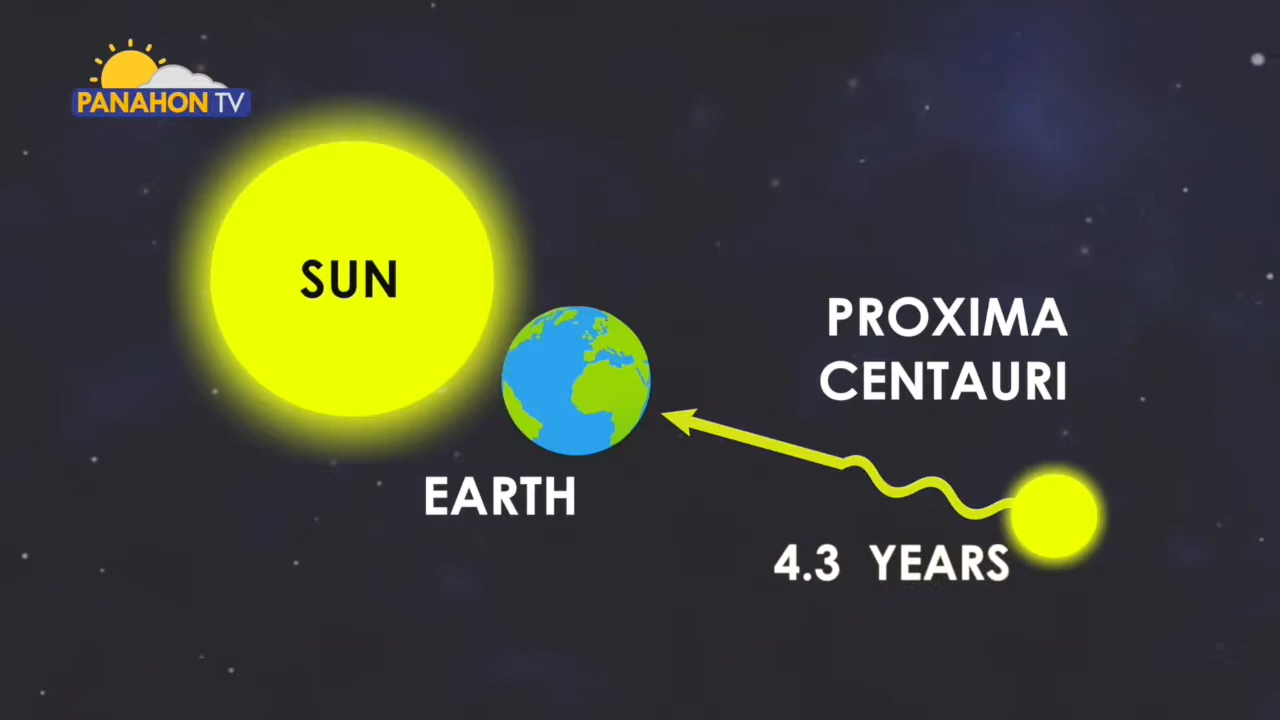 PANAHON TV
SUN
PROXIMA
CENTAURI
EARTH
4.3 YEARS